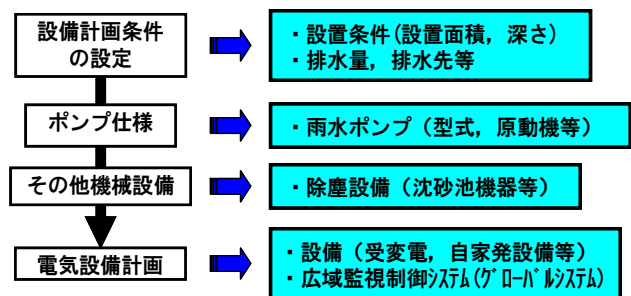 設備計画条件
の設定
・設置条件(設置面積，深さ)
・排水量，排水先等
ポンプ仕様
・雨水ポンプ（型式，原動機等）
その他機械設備
・除塵設備（沈砂池機器等）
電気設備計画
・設備（受変電，自家発設備等）
・広域監視制御ｼｽﾃﾑ(ｸﾞﾛｰﾊﾞﾙｼｽﾃﾑ)